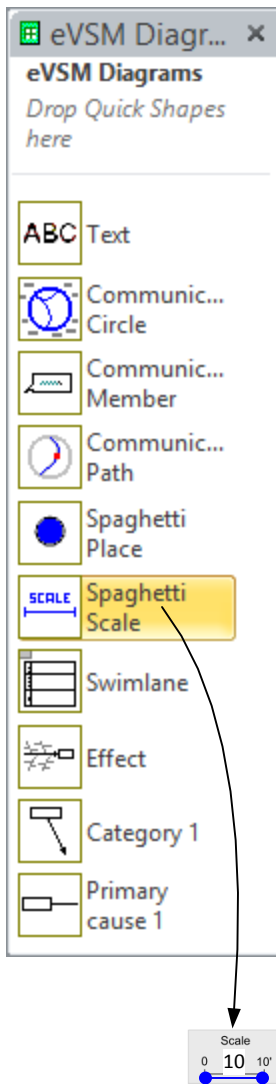 eVSM Diagr...
eVSM Diagrams
Drop Quick Shapes
here
ABC Text
Communic...
Circle
Communic...
Member
Communic...
Path
Spaghetti
Place
SCALE Spaghetti
Scale
Swimlane
Effect
Category 1
Primary
cause 1
Scale
0 10 10'